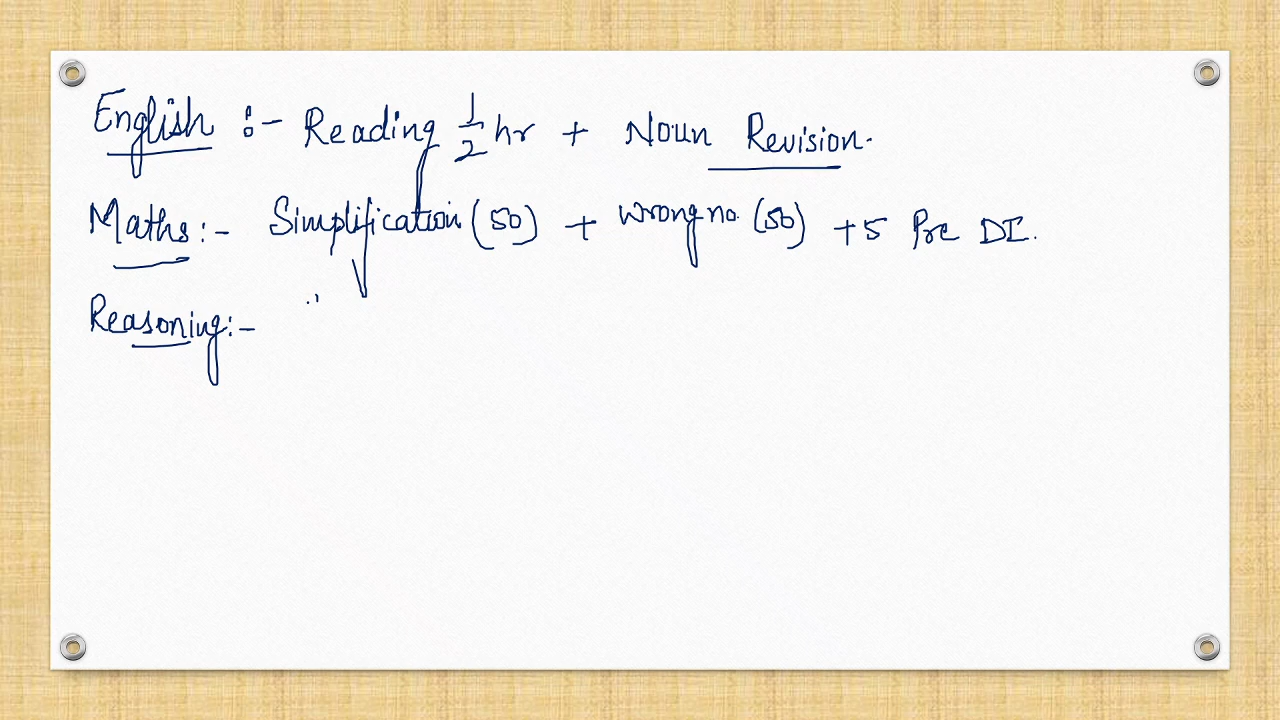 English :- Reading 1/2 hr + Noun Revision.
Maths :- Simplification (50) + Wrong no. (50) + 5 Pre DI.
Reasoning :-